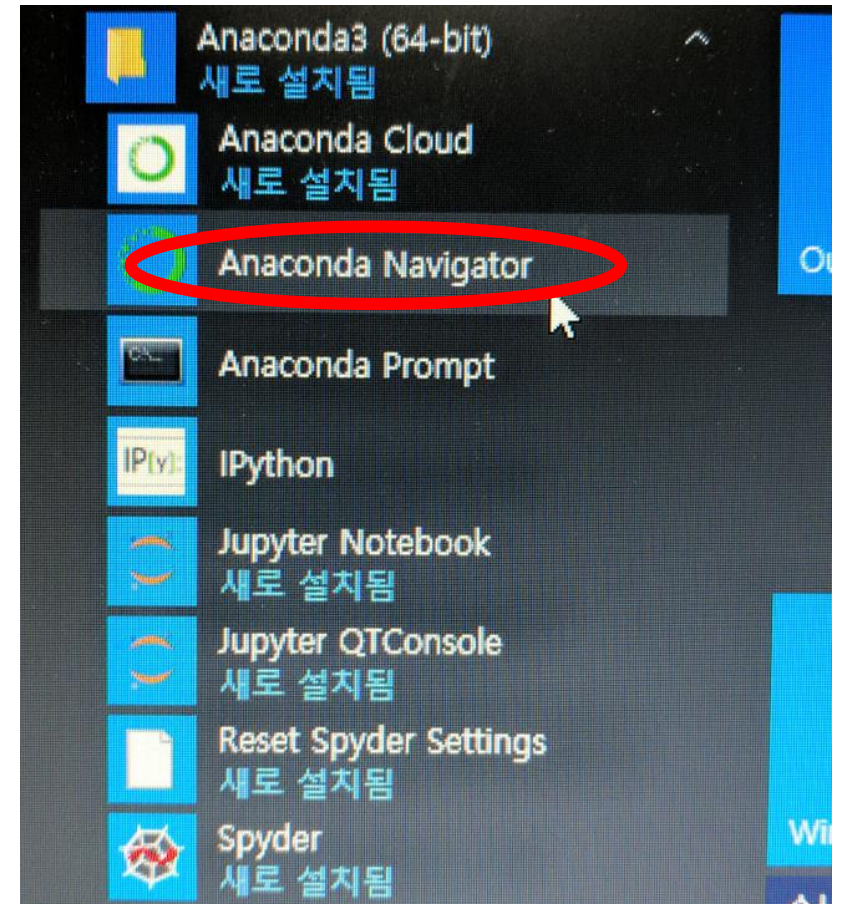 Anaconda3 (64-bit)
새로 설치됨
Anaconda Cloud
새로 설치됨
Anaconda Navigator
Anaconda Prompt
IP[y]:
IPython
Jupyter Notebook
새로 설치됨
Jupyter QTConsole
새로 설치됨
Reset Spyder Settings
새로 설치됨
Spyder
새로 설치됨